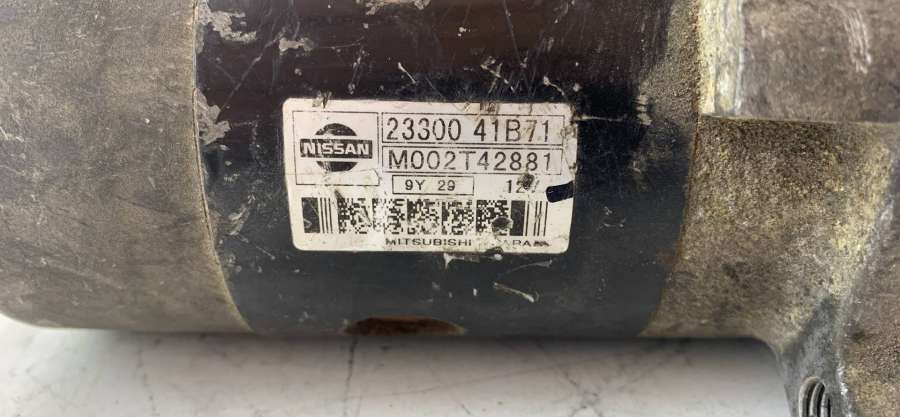 NISSAN
23300 41B71
M002T42881
9Y 29
MITSUBISHI